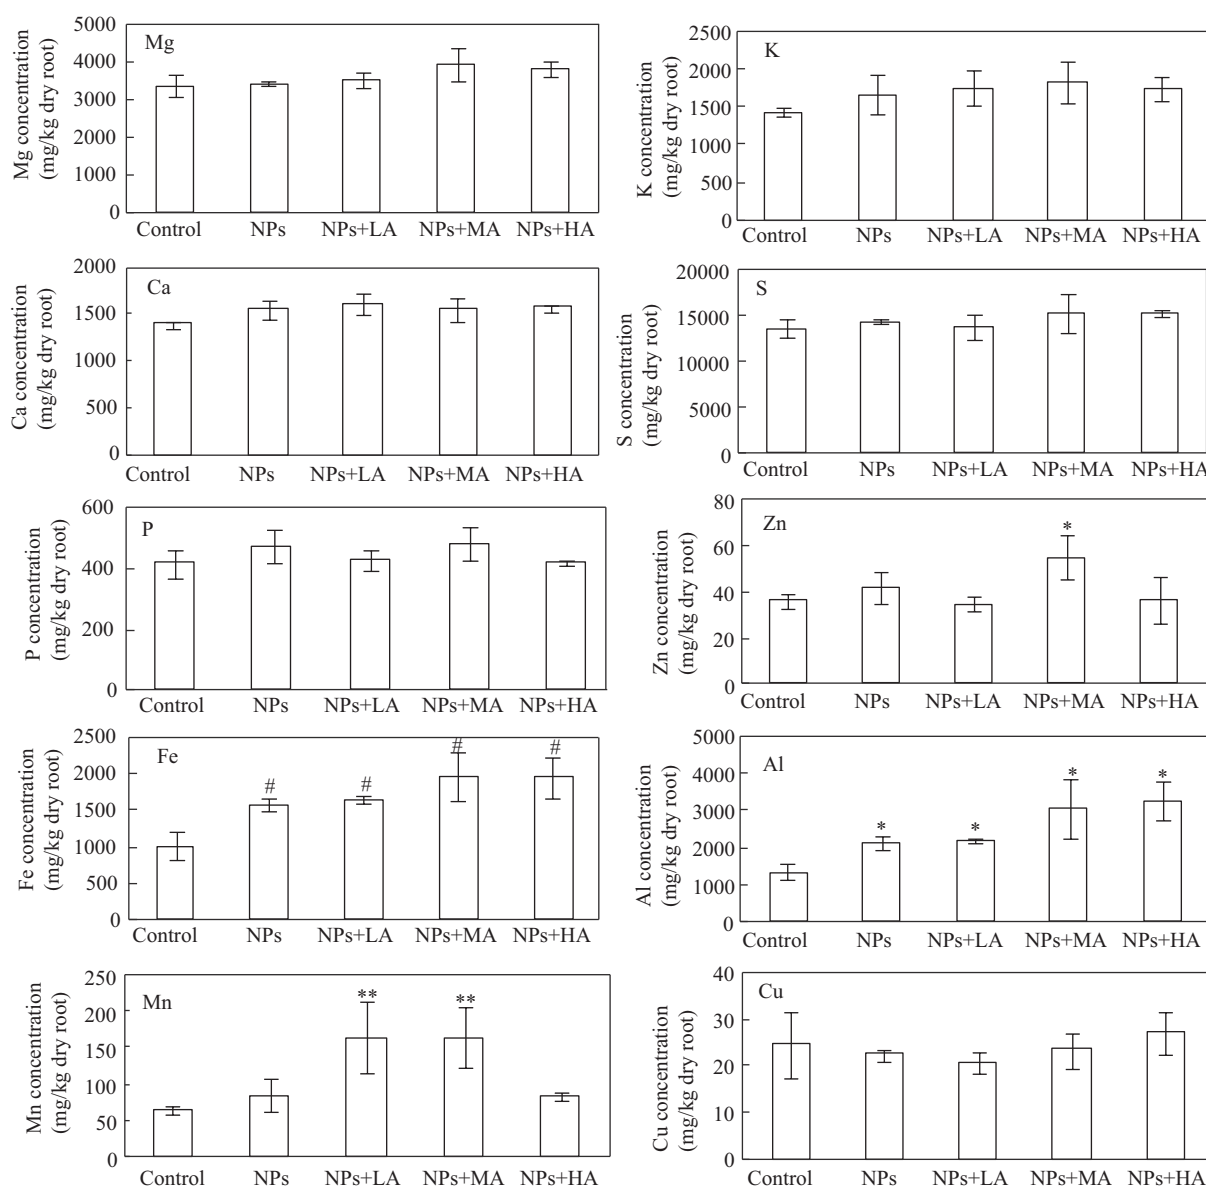 Mg concentration
(mg/kg dry root)
5000
4000
3000
2000
1000
0
Mg
Control NPs NPs+LA NPs+MA NPs+HA
K concentration
(mg/kg dry root)
2500
2000
1500
1000
500
0
K
Control NPs NPs+LA NPs+MA NPs+HA
Ca concentration
(mg/kg dry root)
2000
1500
1000
500
0
Ca
Control NPs NPs+LA NPs+MA NPs+HA
S concentration
(mg/kg dry root)
20000
15000
10000
50000
0
S
Control NPs NPs+LA NPs+MA NPs+HA
P concentration
(mg/kg dry root)
600
400
200
0
P
Control NPs NPs+LA NPs+MA NPs+HA
Zn concentration
(mg/kg dry root)
80
60
40
20
0
Zn
*
Control NPs NPs+LA NPs+MA NPs+HA
Fe concentration
(mg/kg dry root)
2500
2000
1500
1000
500
0
Fe
# # # #
Control NPs NPs+LA NPs+MA NPs+HA
Al concentration
(mg/kg dry root)
5000
4000
3000
2000
1000
0
Al
* * * *
Control NPs NPs+LA NPs+MA NPs+HA
Mn concentration
(mg/kg dry root)
250
200
150
100
50
0
Mn
** **
Control NPs NPs+LA NPs+MA NPs+HA
Cu concentration
(mg/kg dry root)
40
30
20
10
0
Cu
Control NPs NPs+LA NPs+MA NPs+HA